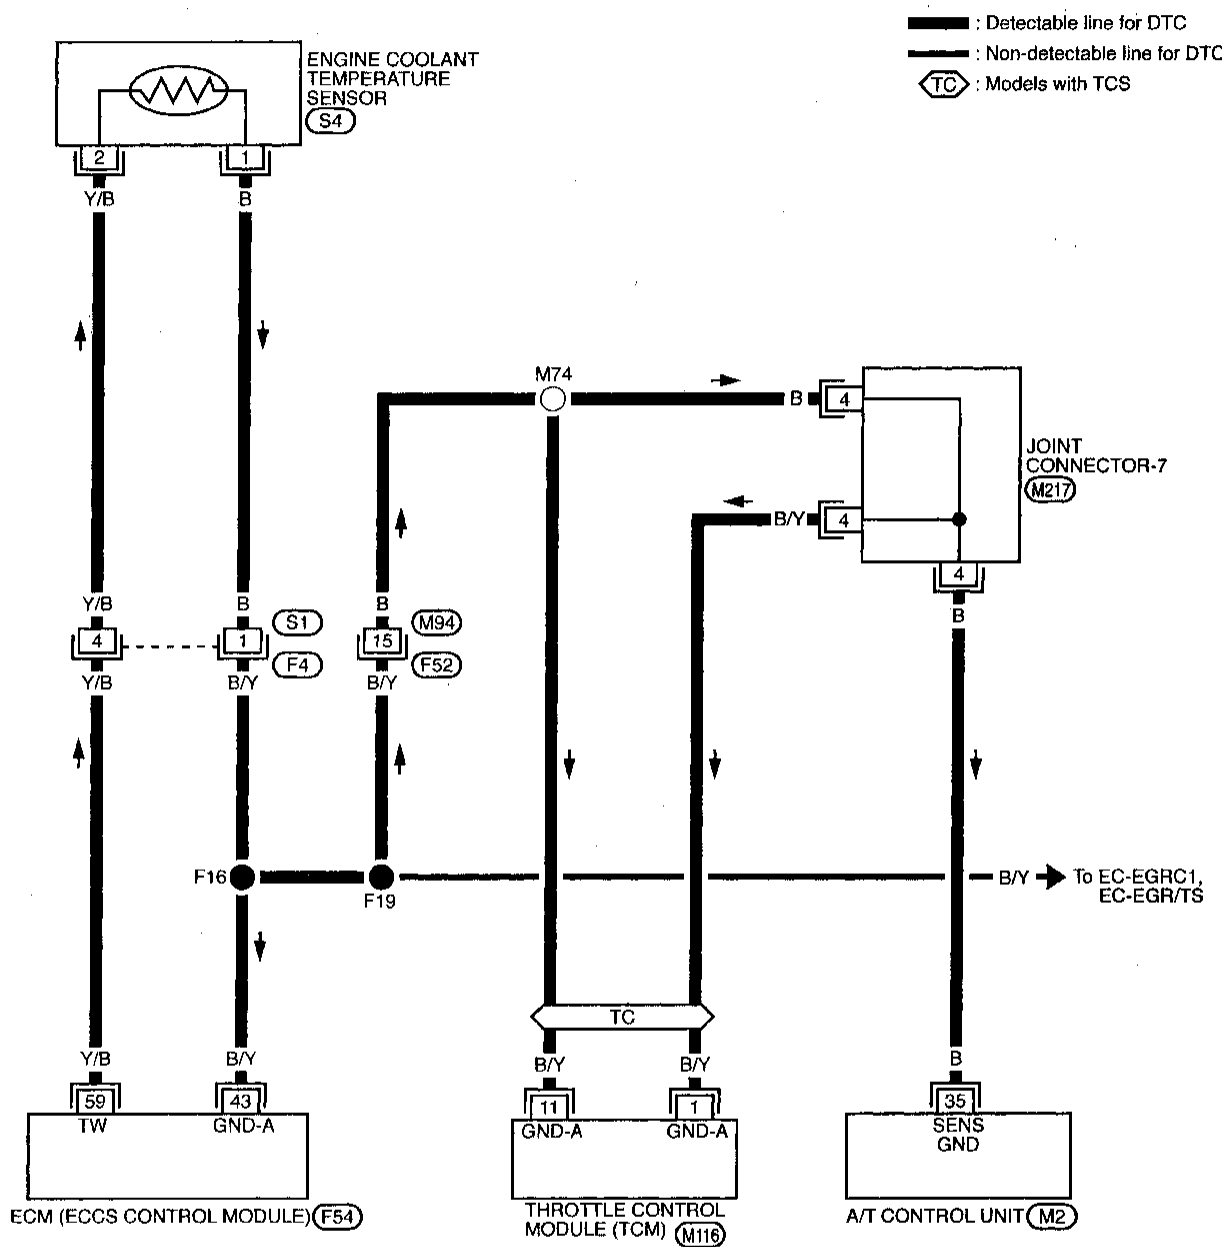 : Detectable line for DTC
: Non-detectable line for DTC
TC : Models with TCS
ENGINE COOLANT
TEMPERATURE
SENSOR
S4
2 1
Y/B B
M74
B 4
JOINT
CONNECTOR-7
M217
B/Y 4
4
B
Y/B B S1 B M94
4 1 15
F4 F52
Y/B B/Y B/Y
F16
F19
B/Y To EC-EGRC1,
EC-EGR/TS
TC
Y/B B/Y B/Y B/Y B
59 43 11 1 35
TW GND-A GND-A GND-A SENS
GND
ECM (ECCS CONTROL MODULE) F54
THROTTLE CONTROL
MODULE (TCM) M116
A/T CONTROL UNIT M2